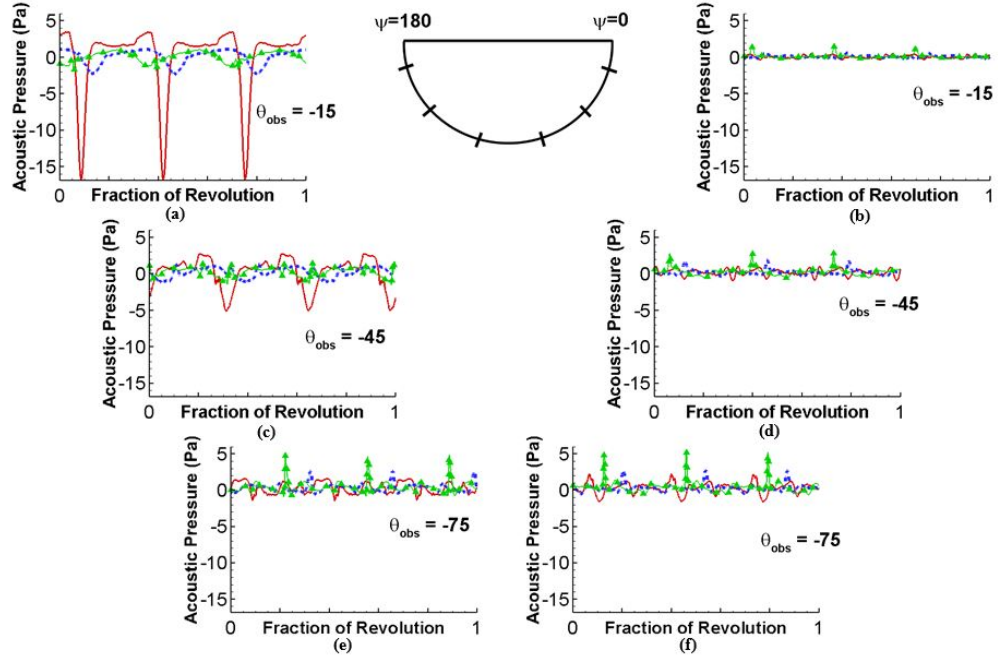 ψ=180
ψ=0
Acoustic Pressure (Pa)
5
0
-5
-10
-15
θobs = -15
0
1
Fraction of Revolution
(a)
Acoustic Pressure (Pa)
5
0
-5
-10
-15
θobs = -15
0
1
Fraction of Revolution
(b)
Acoustic Pressure (Pa)
5
0
-5
-10
-15
θobs = -45
0
1
Fraction of Revolution
(c)
Acoustic Pressure (Pa)
5
0
-5
-10
-15
θobs = -45
0
1
Fraction of Revolution
(d)
Acoustic Pressure (Pa)
5
0
-5
-10
-15
θobs = -75
0
1
Fraction of Revolution
(e)
Acoustic Pressure (Pa)
5
0
-5
-10
-15
θobs = -75
0
1
Fraction of Revolution
(f)